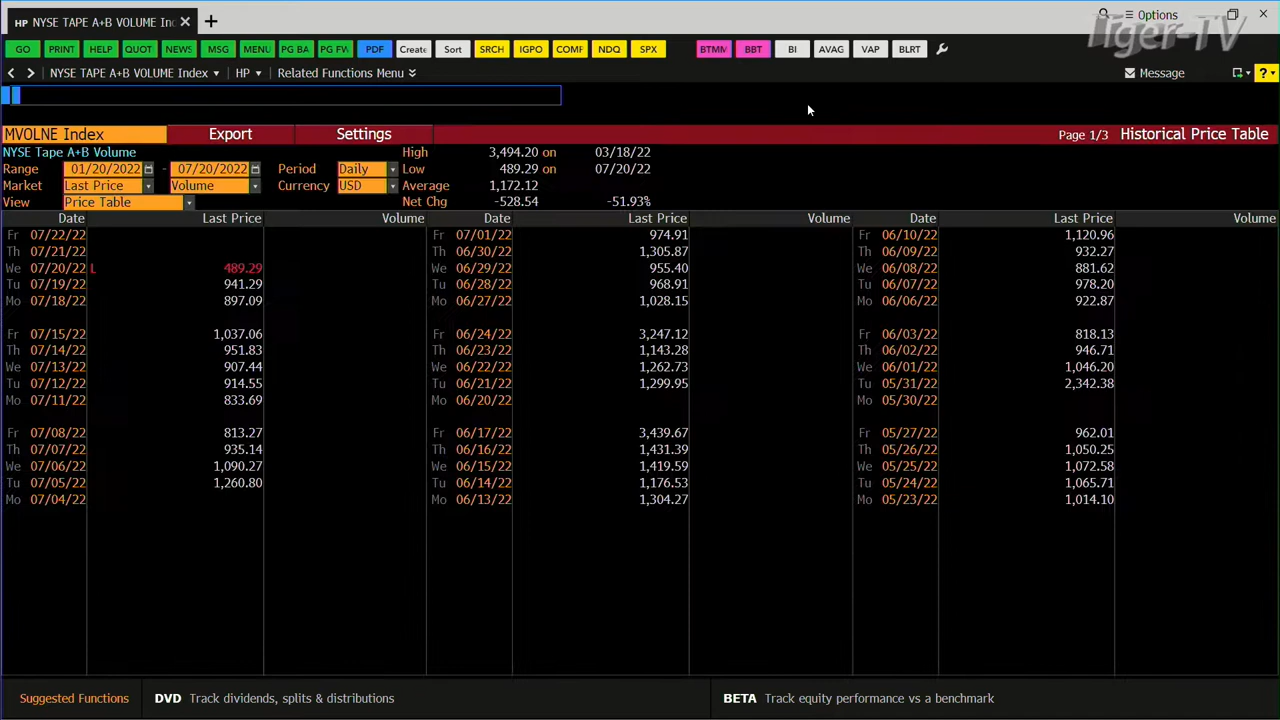 HP NYSE TAPE A+B VOLUME In
Options
Tiger-TV
GO PRINT HELP QUOT NEWS MSG MENU PG BA PG FW PDF Create Sort SRCH IGPO COMF NDQ SPX BTMM BBT BI AVAG VAP BLRT
NYSE TAPE A+B VOLUME Index HP Related Functions Menu Message ?
MVOLNE Index Export Settings Page 1/3 Historical Price Table
NYSE Tape A+B Volume High 3,494.20 on 03/18/22
Range 01/20/2022 - 07/20/2022 Period Daily Low 489.29 on 07/20/22
Market Last Price Volume Currency USD Average 1,172.12
View Price Table Net Chg -528.54 -51.93%
Date Last Price Volume Date Last Price Volume Date Last Price Volume
Fr 07/22/22 Fr 07/01/22 974.91 Fr 06/10/22 1,120.96
Th 07/21/22 Th 06/30/22 1,305.87 Th 06/09/22 932.27
We 07/20/22 L 489.29 We 06/29/22 955.40 We 06/08/22 881.62
Tu 07/19/22 941.29 Tu 06/28/22 968.91 Tu 06/07/22 978.20
Mo 07/18/22 897.09 Mo 06/27/22 1,028.15 Mo 06/06/22 922.87
Fr 07/15/22 1,037.06 Fr 06/24/22 3,247.12 Fr 06/03/22 818.13
Th 07/14/22 951.83 Th 06/23/22 1,143.28 Th 06/02/22 946.71
We 07/13/22 907.44 We 06/22/22 1,262.73 We 06/01/22 1,046.20
Tu 07/12/22 914.55 Tu 06/21/22 1,299.95 Tu 05/31/22 2,342.38
Mo 07/11/22 833.69 Mo 06/20/22 Mo 05/30/22
Fr 07/08/22 813.27 Fr 06/17/22 3,439.67 Fr 05/27/22 962.01
Th 07/07/22 935.14 Th 06/16/22 1,431.39 Th 05/26/22 1,050.25
We 07/06/22 1,090.27 We 06/15/22 1,419.59 We 05/25/22 1,072.58
Tu 07/05/22 1,260.80 Tu 06/14/22 1,176.53 Tu 05/24/22 1,065.71
Mo 07/04/22 Mo 06/13/22 1,304.27 Mo 05/23/22 1,014.10
Suggested Functions DVD Track dividends, splits & distributions BETA Track equity performance vs a benchmark